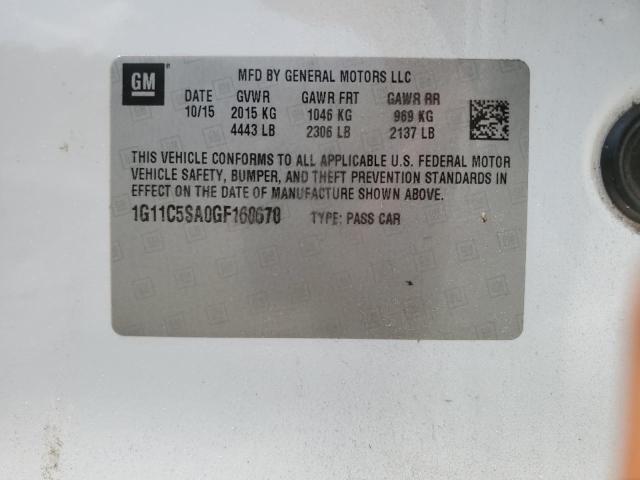 GM
MFD BY GENERAL MOTORS LLC
DATE GVWR GAWR FRT GAWR RR
10/15 2015 KG 1046 KG 969 KG
4443 LB 2306 LB 2137 LB
THIS VEHICLE CONFORMS TO ALL APPLICABLE U.S. FEDERAL MOTOR
VEHICLE SAFETY, BUMPER, AND THEFT PREVENTION STANDARDS IN
EFFECT ON THE DATE OF MANUFACTURE SHOWN ABOVE.
1G11C5SA0GF160670 TYPE: PASS CAR